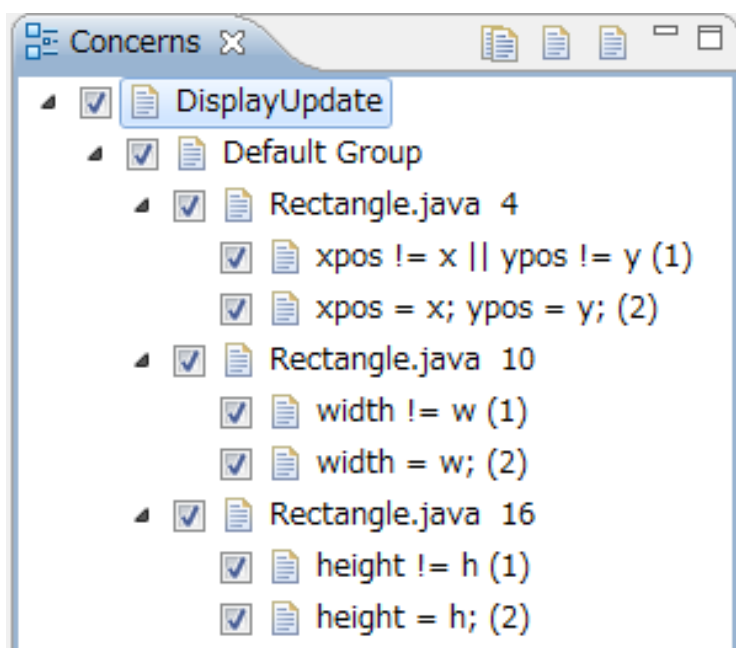 Concerns
DisplayUpdate
Default Group
Rectangle.java 4
xpos != x || ypos != y (1)
xpos = x; ypos = y; (2)
Rectangle.java 10
width != w (1)
width = w; (2)
Rectangle.java 16
height != h (1)
height = h; (2)